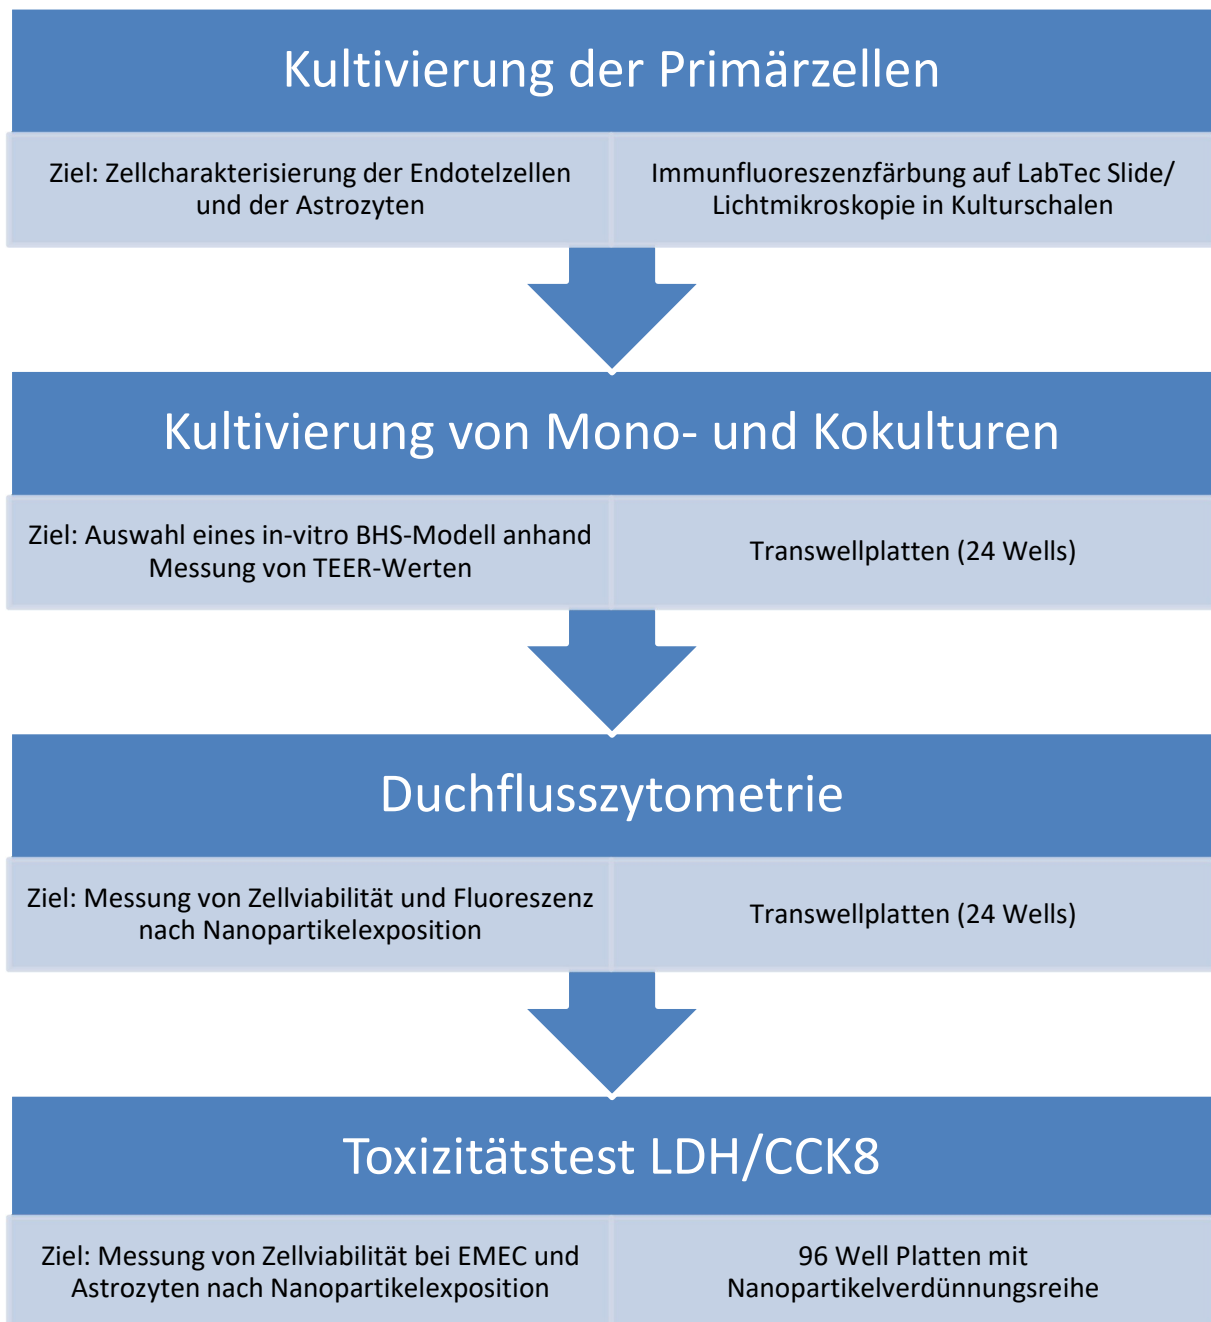 Kultivierung der Primärzellen
Ziel: Zellcharakterisierung der Endotelzellen
und der Astrozyten
Immunfluoreszenzfärbung auf LabTec Slide/
Lichtmikroskopie in Kulturschalen
Kultivierung von Mono- und Kokulturen
Ziel: Auswahl eines in-vitro BHS-Modell anhand
Messung von TEER-Werten
Transwellplatten (24 Wells)
Duchflusszytometrie
Ziel: Messung von Zellviabilität und Fluoreszenz
nach Nanopartikelexposition
Transwellplatten (24 Wells)
Toxizitätstest LDH/CCK8
Ziel: Messung von Zellviabilität bei EMEC und
Astrozyten nach Nanopartikelexposition
96 Well Platten mit
Nanopartikelverdünnungsreihe